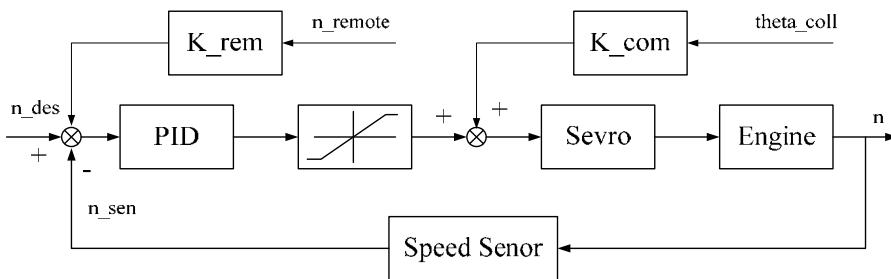 n_remote
theta_coll
K_rem
K_com
n_des
+
+
+
n
PID
Sevro
Engine
-
n_sen
Speed Senor